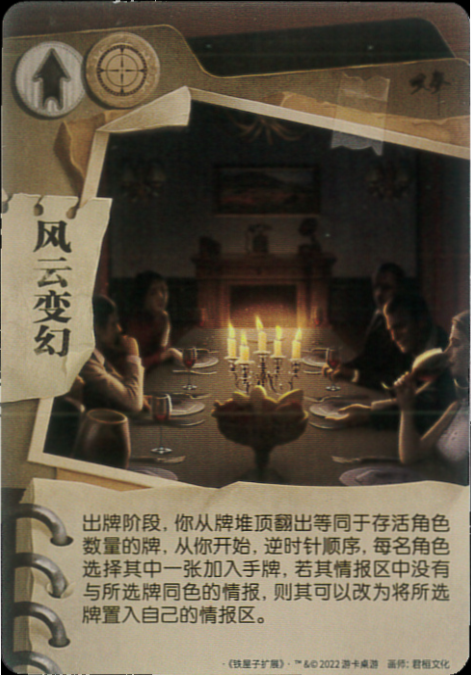 风云变幻
出牌阶段，你从牌堆顶翻出等同于存活角色
数量的牌，从你开始，逆时针顺序，每名角色
选择其中一张加入手牌，若其情报区中没有
与所选牌同色的情报，则其可以改为将所选
牌置入自己的情报区。
·《铁屋子扩展》·™&© 2022 游卡桌游 画师：君桓文化